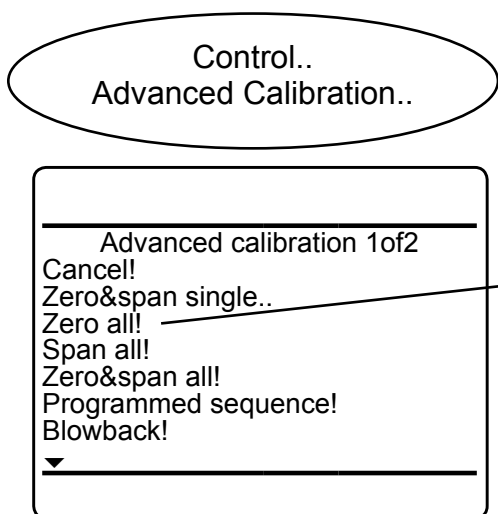 Control..
Advanced Calibration..
Advanced calibration 1of2
Cancel!
Zero&span single..
Zero all!
Span all!
Zero&span all!
Programmed sequence!
Blowback!